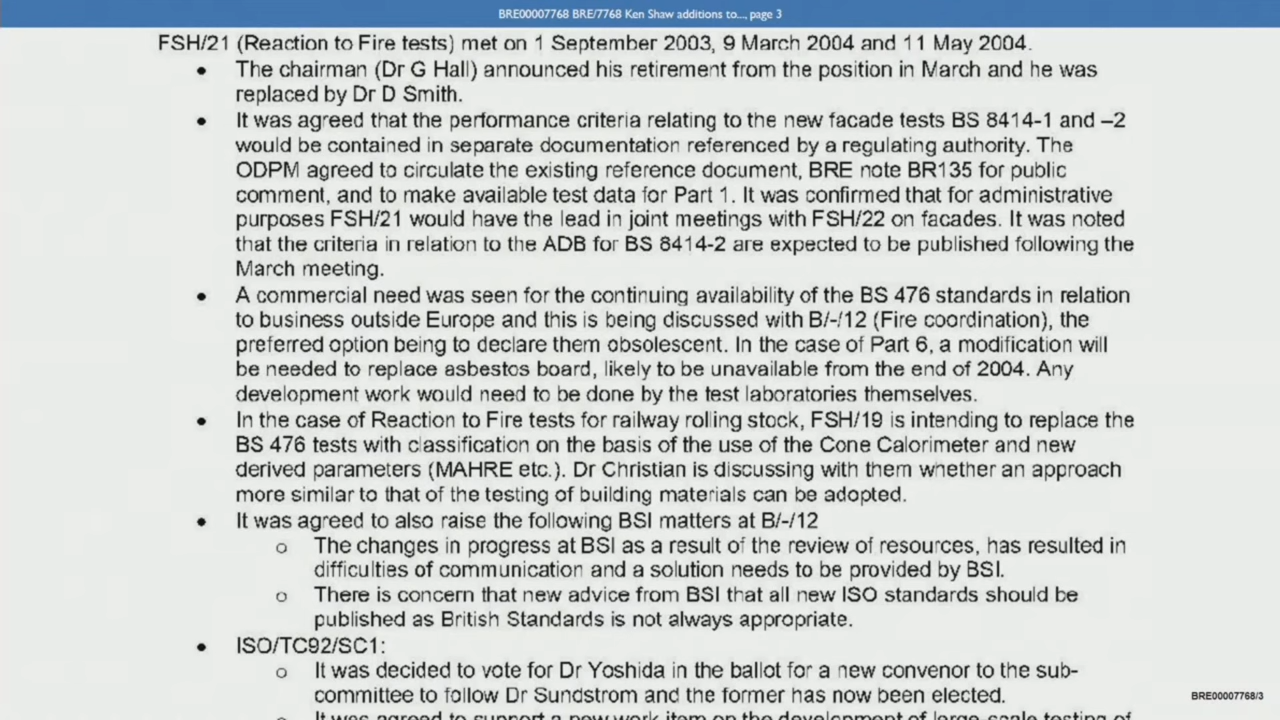 BRE00007768 BRE/7768 Ken Shaw additions to..., page 3
FSH/21 (Reaction to Fire tests) met on 1 September 2003, 9 March 2004 and 11 May 2004.
• The chairman (Dr G Hall) announced his retirement from the position in March and he was
replaced by Dr D Smith.
• It was agreed that the performance criteria relating to the new facade tests BS 8414-1 and –2
would be contained in separate documentation referenced by a regulating authority. The
ODPM agreed to circulate the existing reference document, BRE note BR135 for public
comment, and to make available test data for Part 1. It was confirmed that for administrative
purposes FSH/21 would have the lead in joint meetings with FSH/22 on facades. It was noted
that the criteria in relation to the ADB for BS 8414-2 are expected to be published following the
March meeting.
• A commercial need was seen for the continuing availability of the BS 476 standards in relation
to business outside Europe and this is being discussed with B/-/12 (Fire coordination), the
preferred option being to declare them obsolescent. In the case of Part 6, a modification will
be needed to replace asbestos board, likely to be unavailable from the end of 2004. Any
development work would need to be done by the test laboratories themselves.
• In the case of Reaction to Fire tests for railway rolling stock, FSH/19 is intending to replace the
BS 476 tests with classification on the basis of the use of the Cone Calorimeter and new
derived parameters (MAHRE etc.). Dr Christian is discussing with them whether an approach
more similar to that of the testing of building materials can be adopted.
• It was agreed to also raise the following BSI matters at B/-/12
o The changes in progress at BSI as a result of the review of resources, has resulted in
difficulties of communication and a solution needs to be provided by BSI.
o There is concern that new advice from BSI that all new ISO standards should be
published as British Standards is not always appropriate.
• ISO/TC92/SC1:
o It was decided to vote for Dr Yoshida in the ballot for a new convenor to the sub-
committee to follow Dr Sundstrom and the former has now been elected.
BRE00007768/3
o It was agreed to support a new work item on the development of large-scale testing of